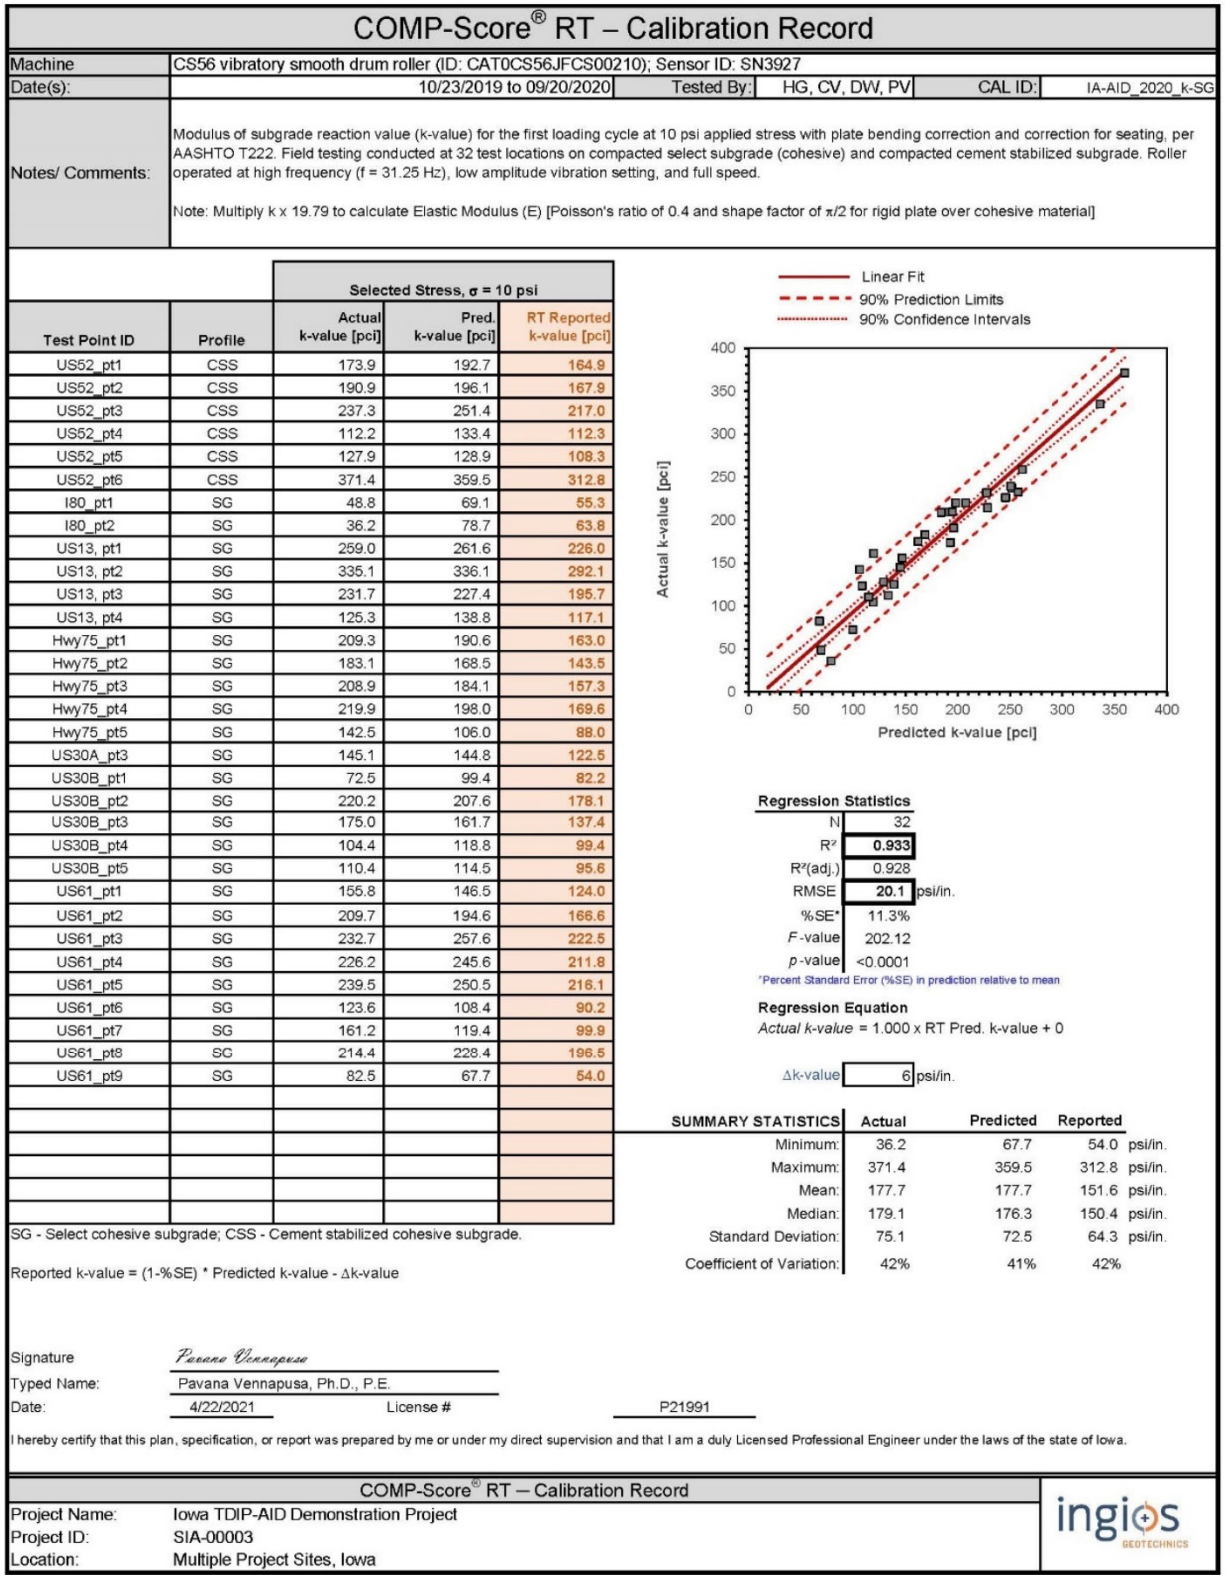 COMP-Score® RT – Calibration Record
Machine CS56 vibratory smooth drum roller (ID: CAT0CS56JFCS00210); Sensor ID: SN3927
Date(s): 10/23/2019 to 09/20/2020 Tested By: HG, CV, DW, PV CAL ID: IA-AID_2020_k-SG
Notes/ Comments:
Modulus of subgrade reaction value (k-value) for the first loading cycle at 10 psi applied stress with plate bending correction and correction for seating, per
AASHTO T222. Field testing conducted at 32 test locations on compacted select subgrade (cohesive) and compacted cement stabilized subgrade. Roller
operated at high frequency (f = 31.25 Hz), low amplitude vibration setting, and full speed.
Note: Multiply k x 19.79 to calculate Elastic Modulus (E) [Poisson's ratio of 0.4 and shape factor of π/2 for rigid plate over cohesive material]
Selected Stress, σ = 10 psi
Test Point ID Profile Actual k-value [pci] Pred. k-value [pci] RT Reported k-value [pci]
US52_pt1 CSS 173.9 192.7 164.9
US52_pt2 CSS 190.9 196.1 167.9
US52_pt3 CSS 237.3 251.4 217.0
US52_pt4 CSS 112.2 133.4 112.3
US52_pt5 CSS 127.9 128.9 108.3
US52_pt6 CSS 371.4 359.5 312.8
I80_pt1 SG 48.8 69.1 55.3
I80_pt2 SG 36.2 78.7 63.8
US13, pt1 SG 259.0 261.6 226.0
US13, pt2 SG 335.1 336.1 292.1
US13, pt3 SG 231.7 227.4 195.7
US13, pt4 SG 125.3 138.8 117.1
Hwy75_pt1 SG 209.3 190.6 163.0
Hwy75_pt2 SG 183.1 168.5 143.5
Hwy75_pt3 SG 208.9 184.1 157.3
Hwy75_pt4 SG 219.9 198.0 169.6
Hwy75_pt5 SG 142.5 106.0 88.0
US30A_pt3 SG 145.1 144.8 122.5
US30B_pt1 SG 72.5 99.4 82.2
US30B_pt2 SG 220.2 207.6 178.1
US30B_pt3 SG 175.0 161.7 137.4
US30B_pt4 SG 104.4 118.8 99.4
US30B_pt5 SG 110.4 114.5 95.6
US61_pt1 SG 155.8 146.5 124.0
US61_pt2 SG 209.7 194.6 166.6
US61_pt3 SG 232.7 257.6 222.5
US61_pt4 SG 226.2 245.6 211.8
US61_pt5 SG 239.5 250.5 216.1
US61_pt6 SG 123.6 108.4 90.2
US61_pt7 SG 161.2 119.4 99.9
US61_pt8 SG 214.4 228.4 196.5
US61_pt9 SG 82.5 67.7 54.0
SG - Select cohesive subgrade; CSS - Cement stabilized cohesive subgrade.
Reported k-value = (1-%SE) * Predicted k-value - Δk-value
Linear Fit
90% Prediction Limits
90% Confidence Intervals
Actual k-value [pci]
400
350
300
250
200
150
100
50
0
0 50 100 150 200 250 300 350 400
Predicted k-value [pci]
Regression Statistics
N 32
R² 0.933
R²(adj.) 0.928
RMSE 20.1 psi/in.
%SE* 11.3%
F-value 202.12
p-value <0.0001
*Percent Standard Error (%SE) in prediction relative to mean
Regression Equation
Actual k-value = 1.000 x RT Pred. k-value + 0
Δk-value 6 psi/in.
SUMMARY STATISTICS Actual Predicted Reported
Minimum: 36.2 67.7 54.0 psi/in.
Maximum: 371.4 359.5 312.8 psi/in.
Mean: 177.7 177.7 151.6 psi/in.
Median: 179.1 176.3 150.4 psi/in.
Standard Deviation: 75.1 72.5 64.3 psi/in.
Coefficient of Variation: 42% 41% 42%
Signature Pavana Vennapusa
Typed Name: Pavana Vennapusa, Ph.D., P.E.
Date: 4/22/2021 License # P21991
I hereby certify that this plan, specification, or report was prepared by me or under my direct supervision and that I am a duly Licensed Professional Engineer under the laws of the state of Iowa.
COMP-Score® RT – Calibration Record
Project Name: Iowa TDIP-AID Demonstration Project
Project ID: SIA-00003
Location: Multiple Project Sites, Iowa
ingios
GEOTECHNICS